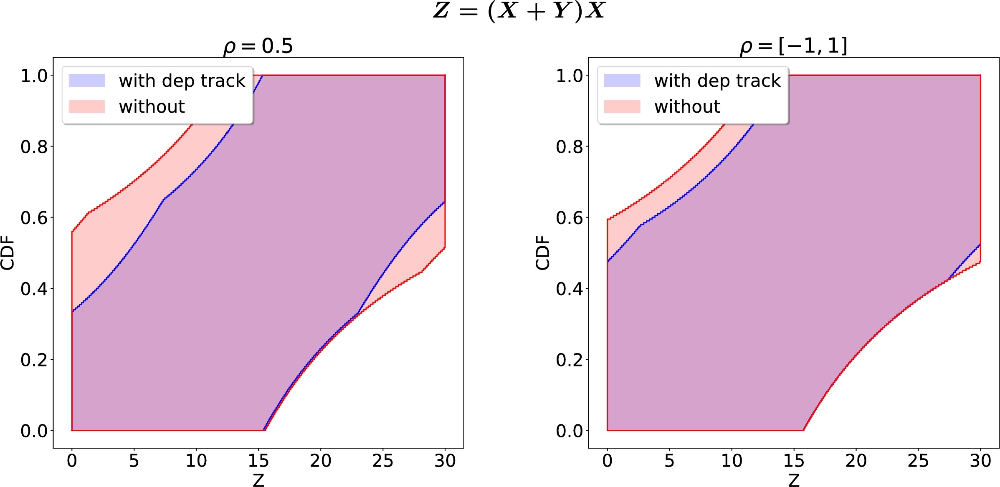 Z = (X + Y)X
ρ = 0.5
with dep track
without
1.0
0.8
0.6
0.4
0.2
0.0
CDF
0 5 10 15 20 25 30
Z
ρ = [−1, 1]
with dep track
without
1.0
0.8
0.6
0.4
0.2
0.0
CDF
0 5 10 15 20 25 30
Z